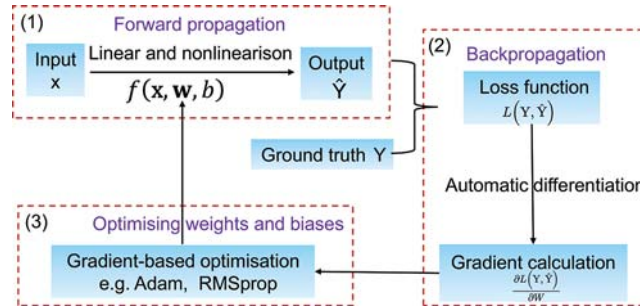 (1)
Forward propagation
Input
x
Linear and nonlinearison
f(x, w, b)
Output
Ŷ
Ground truth Y
(2)
Backpropagation
Loss function
L(Y, Ŷ)
Automatic differentiation
Gradient calculation
∂L(Y, Ŷ)
∂W
(3)
Optimising weights and biases
Gradient-based optimisation
e.g. Adam, RMSprop